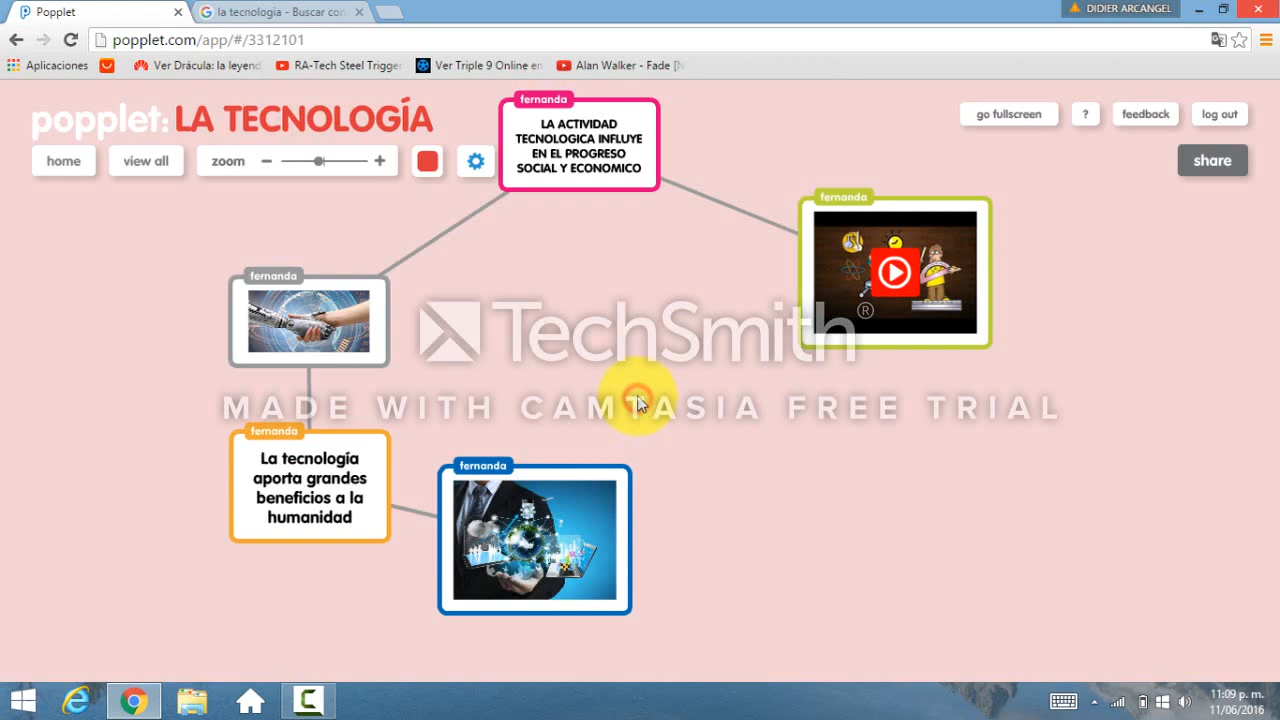 Popplet
la tecnologia - Buscar con
DIDIER ARCANGEL
popplet.com/app/#/3312101
Aplicaciones
Ver Drácula: la leyend
RA-Tech Steel Trigger
Ver Triple 9 Online en
Alan Walker - Fade [N
popplet: LA TECNOLOGÍA
home
view all
zoom - +
go fullscreen
?
feedback
log out
share
fernanda
LA ACTIVIDAD
TECNOLOGICA INFLUYE
EN EL PROGRESO
SOCIAL Y ECONOMICO
fernanda
fernanda
TechSmith
®
MADE WITH CAMTASIA FREE TRIAL
fernanda
La tecnología
aporta grandes
beneficios a la
humanidad
fernanda
11:09 p. m.
11/06/2016